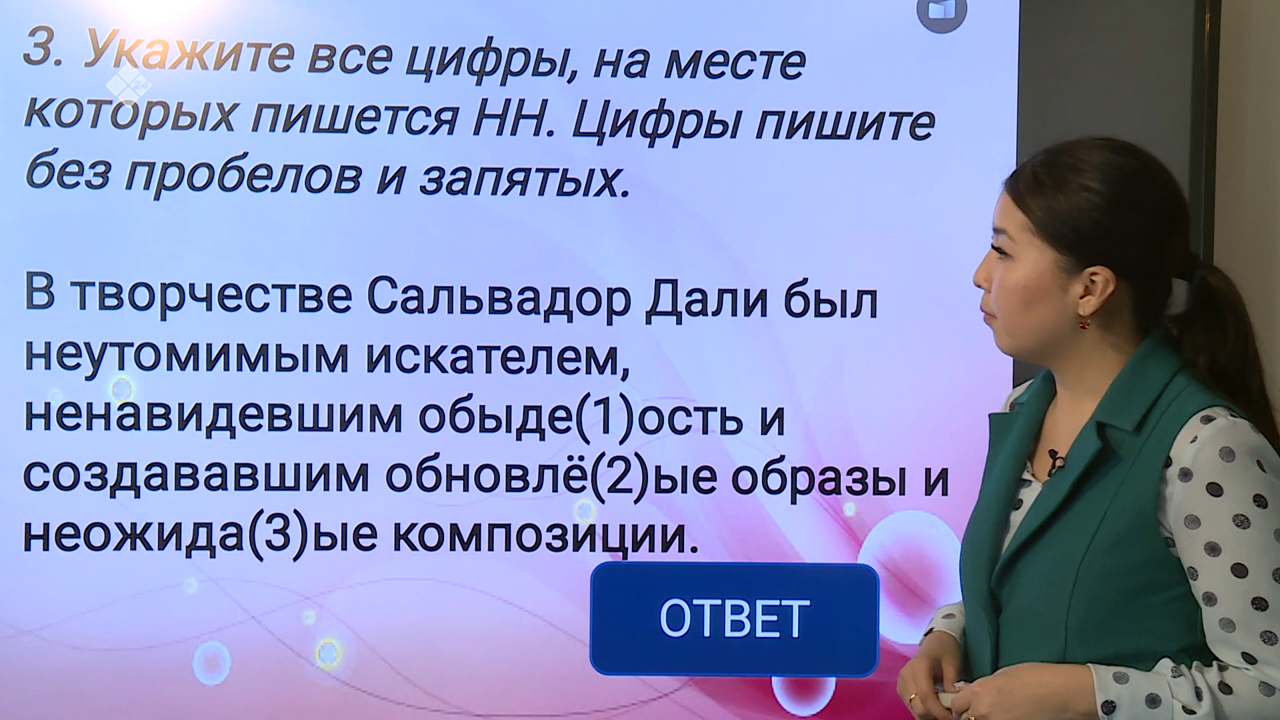 3. Укажите все цифры, на месте
которых пишется НН. Цифры пишите
без пробелов и запятых.
В творчестве Сальвадор Дали был
неутомимым искателем,
ненавидевшим обыде(1)ость и
создававшим обновлё(2)ые образы и
неожида(3)ые композиции.
ОТВЕТ
24